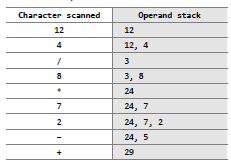 Character scanned Operand stack
12 12
4 12, 4
/ 3
8 3, 8
* 24
7 24, 7
2 24, 7, 2
– 24, 5
+ 29